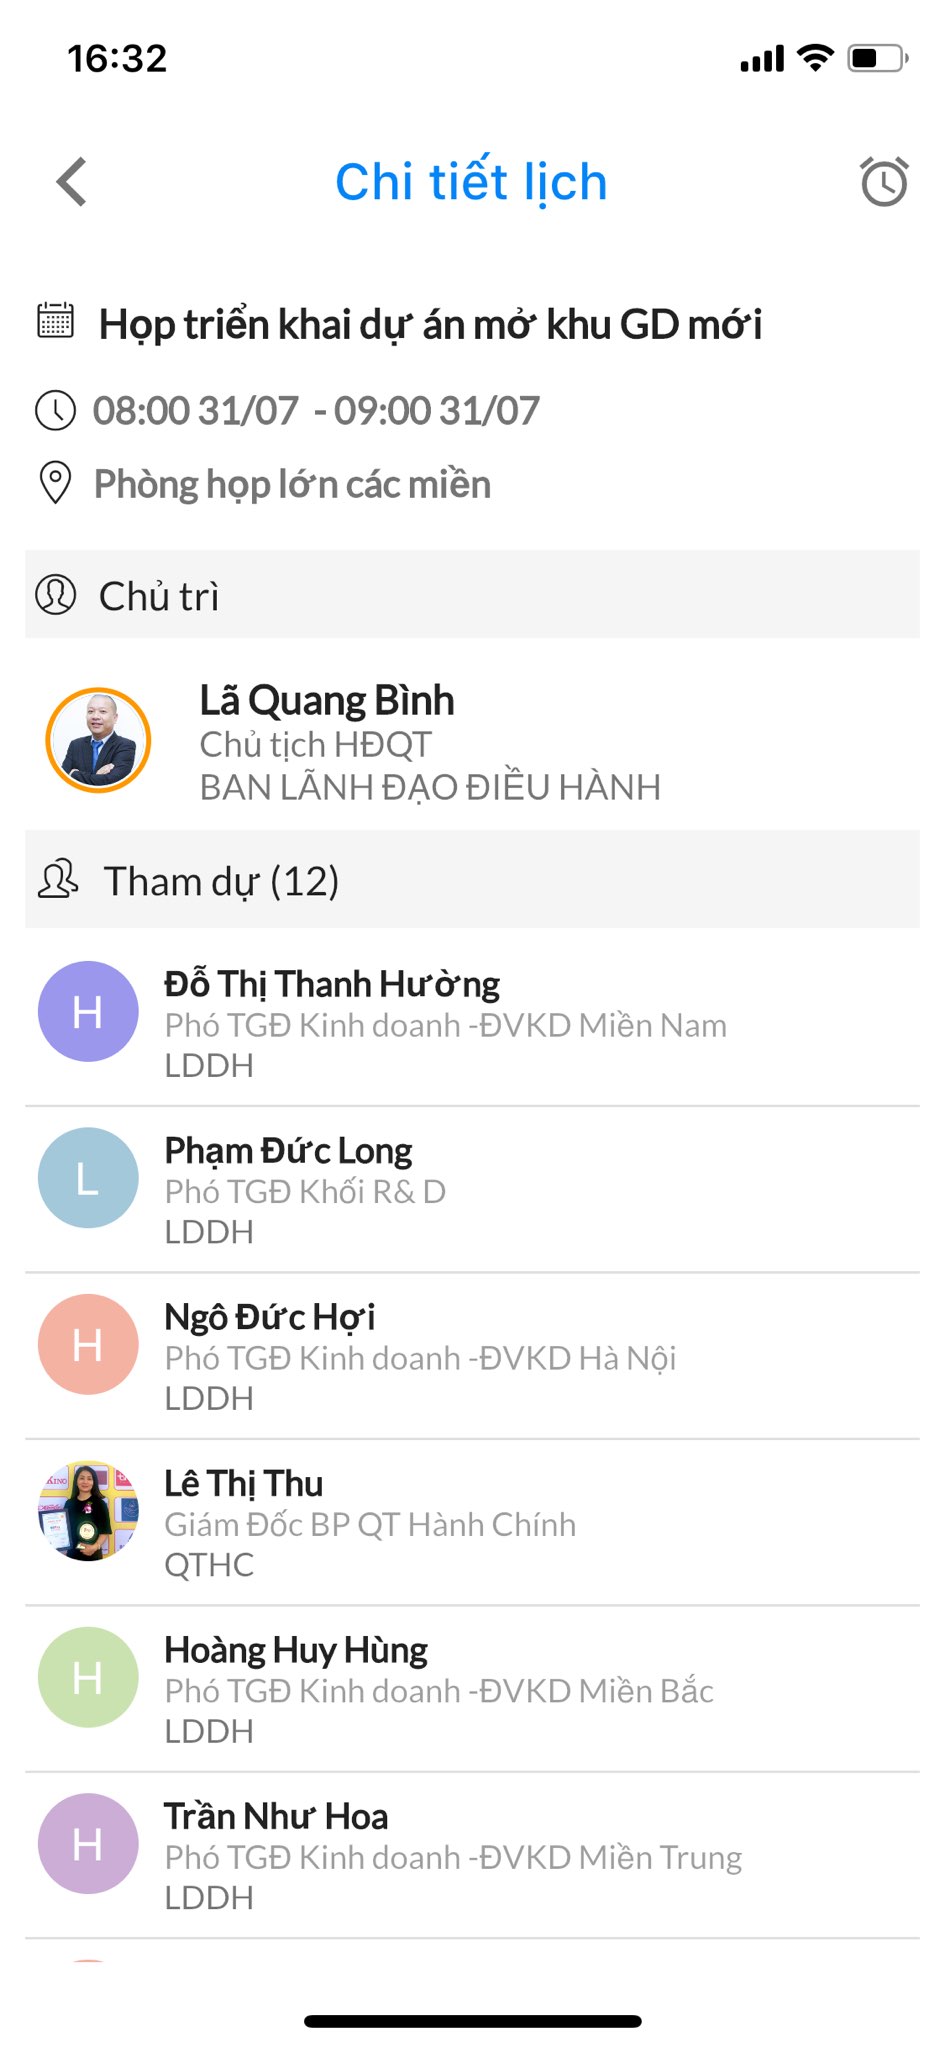 16:32
Chi tiết lịch
Họp triển khai dự án mở khu GD mới
08:00 31/07 - 09:00 31/07
Phòng họp lớn các miền
Chủ trì
Lã Quang Bình
Chủ tịch HĐQT
BAN LÃNH ĐẠO ĐIỀU HÀNH
Tham dự (12)
H
Đỗ Thị Thanh Hường
Phó TGĐ Kinh doanh -ĐVKD Miền Nam
LDDH
L
Phạm Đức Long
Phó TGĐ Khối R& D
LDDH
H
Ngô Đức Hợi
Phó TGĐ Kinh doanh -ĐVKD Hà Nội
LDDH
Lê Thị Thu
Giám Đốc BP QT Hành Chính
QTHC
H
Hoàng Huy Hùng
Phó TGĐ Kinh doanh -ĐVKD Miền Bắc
LDDH
H
Trần Như Hoa
Phó TGĐ Kinh doanh -ĐVKD Miền Trung
LDDH